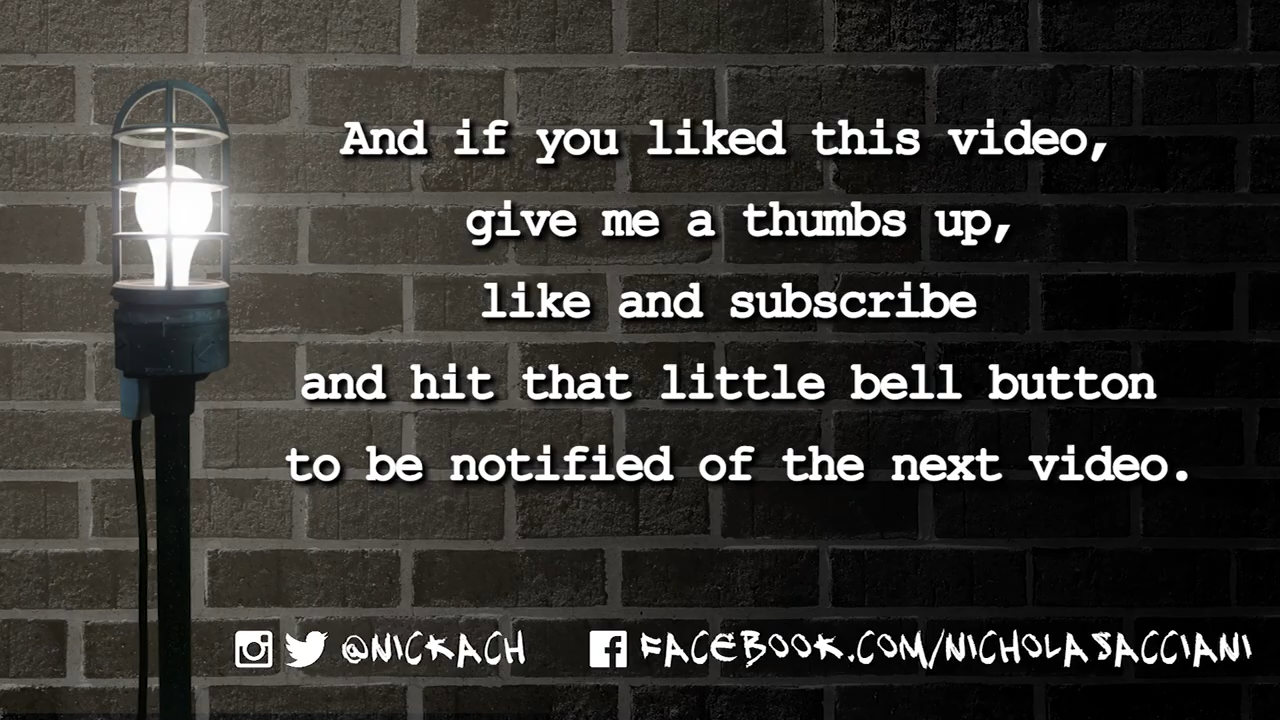 And if you liked this video,
give me a thumbs up,
like and subscribe
and hit that little bell button
to be notified of the next video.
@NICKACH FACEBOOK.COM/NICHOLASACCIANI